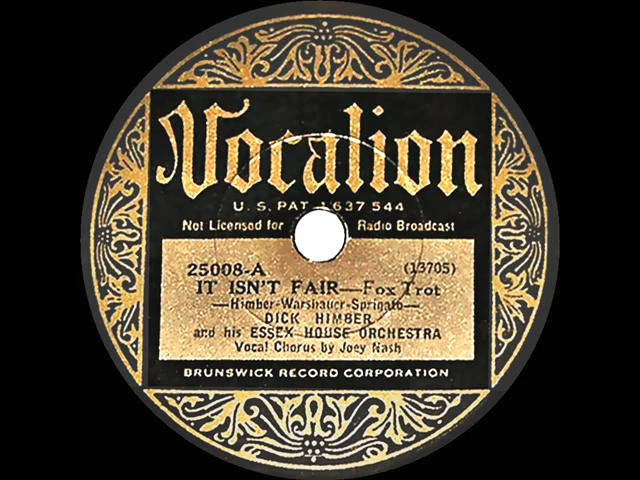 Vocalion
U. S. PAT. 1637544
Not Licensed for Radio Broadcast
25008-A (13705)
IT ISN'T FAIR—Fox Trot
—Himber-Warshauer-Sprigato—
DICK HIMBER
and his ESSEX HOUSE ORCHESTRA
Vocal Chorus by Joey Nash
BRUNSWICK RECORD CORPORATION